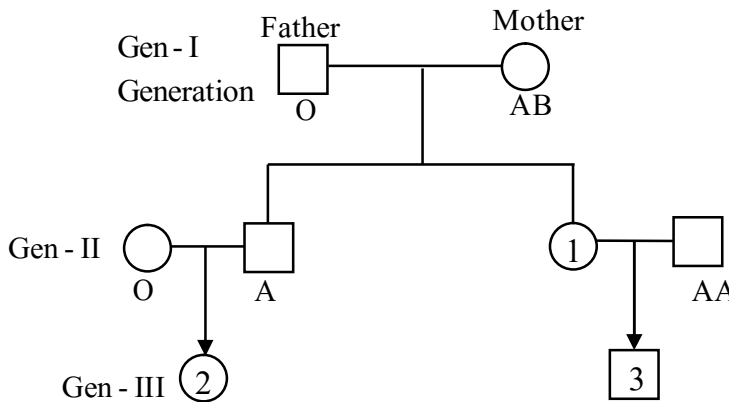 Father
Mother
Gen - I
Generation
O
AB
Gen - II
1
O
A
AA
Gen - III
2
3